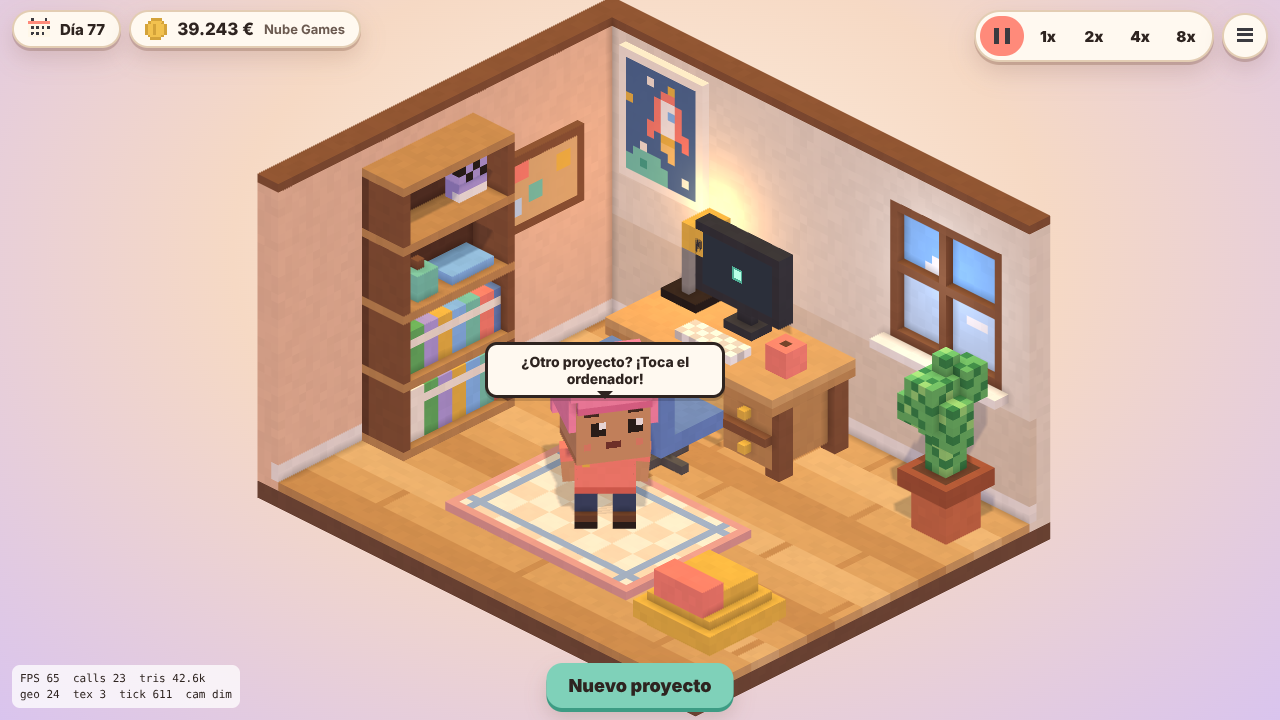 Día 77
39.243 € Nube Games
1x 2x 4x 8x
¿Otro proyecto? ¡Toca el
ordenador!
Nuevo proyecto
FPS 65 calls 23 tris 42.6k
geo 24 tex 3 tick 611 cam dim